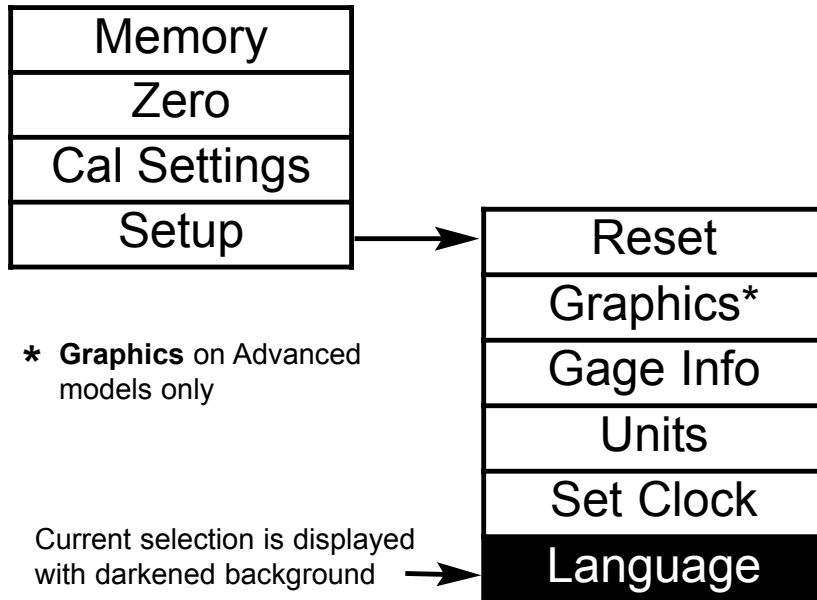 Memory
Zero
Cal Settings
Setup
Reset
Graphics*
Gage Info
Units
Set Clock
Language
* Graphics on Advanced
models only
Current selection is displayed
with darkened background